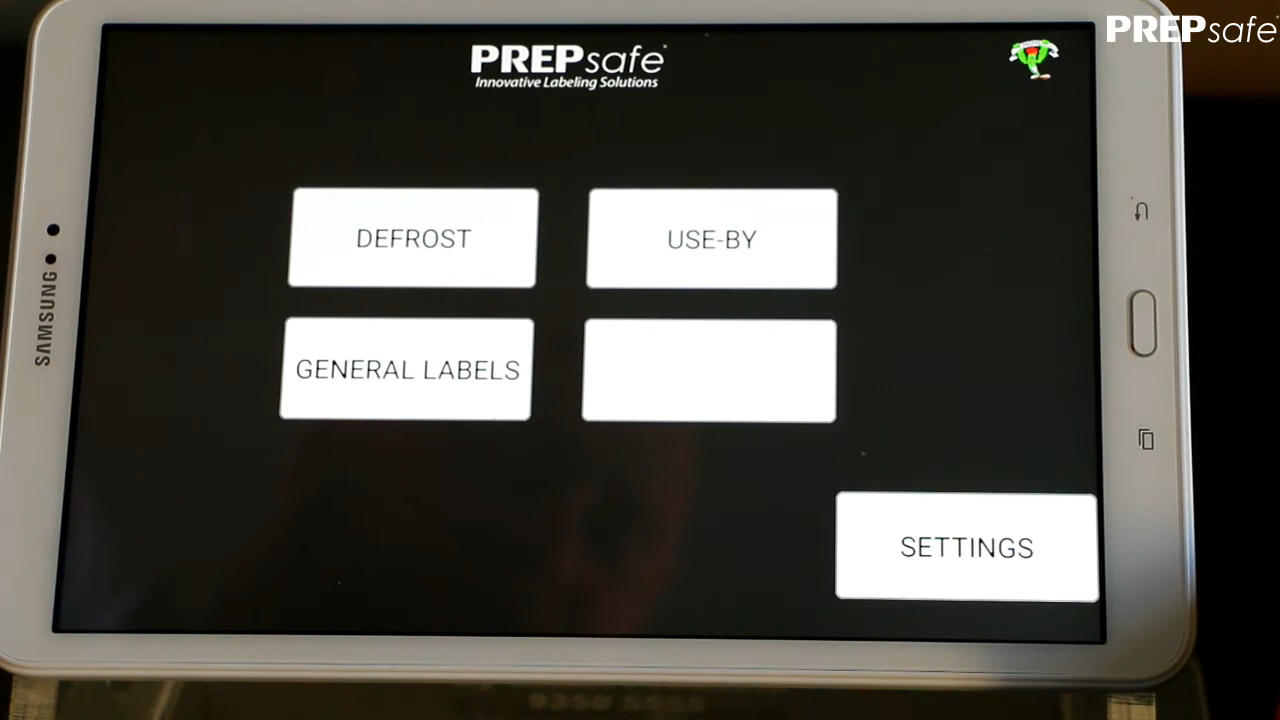 PREPsafe
PREPsafe
Innovative Labeling Solutions
DEFROST
USE-BY
GENERAL LABELS
SETTINGS
SAMSUNG